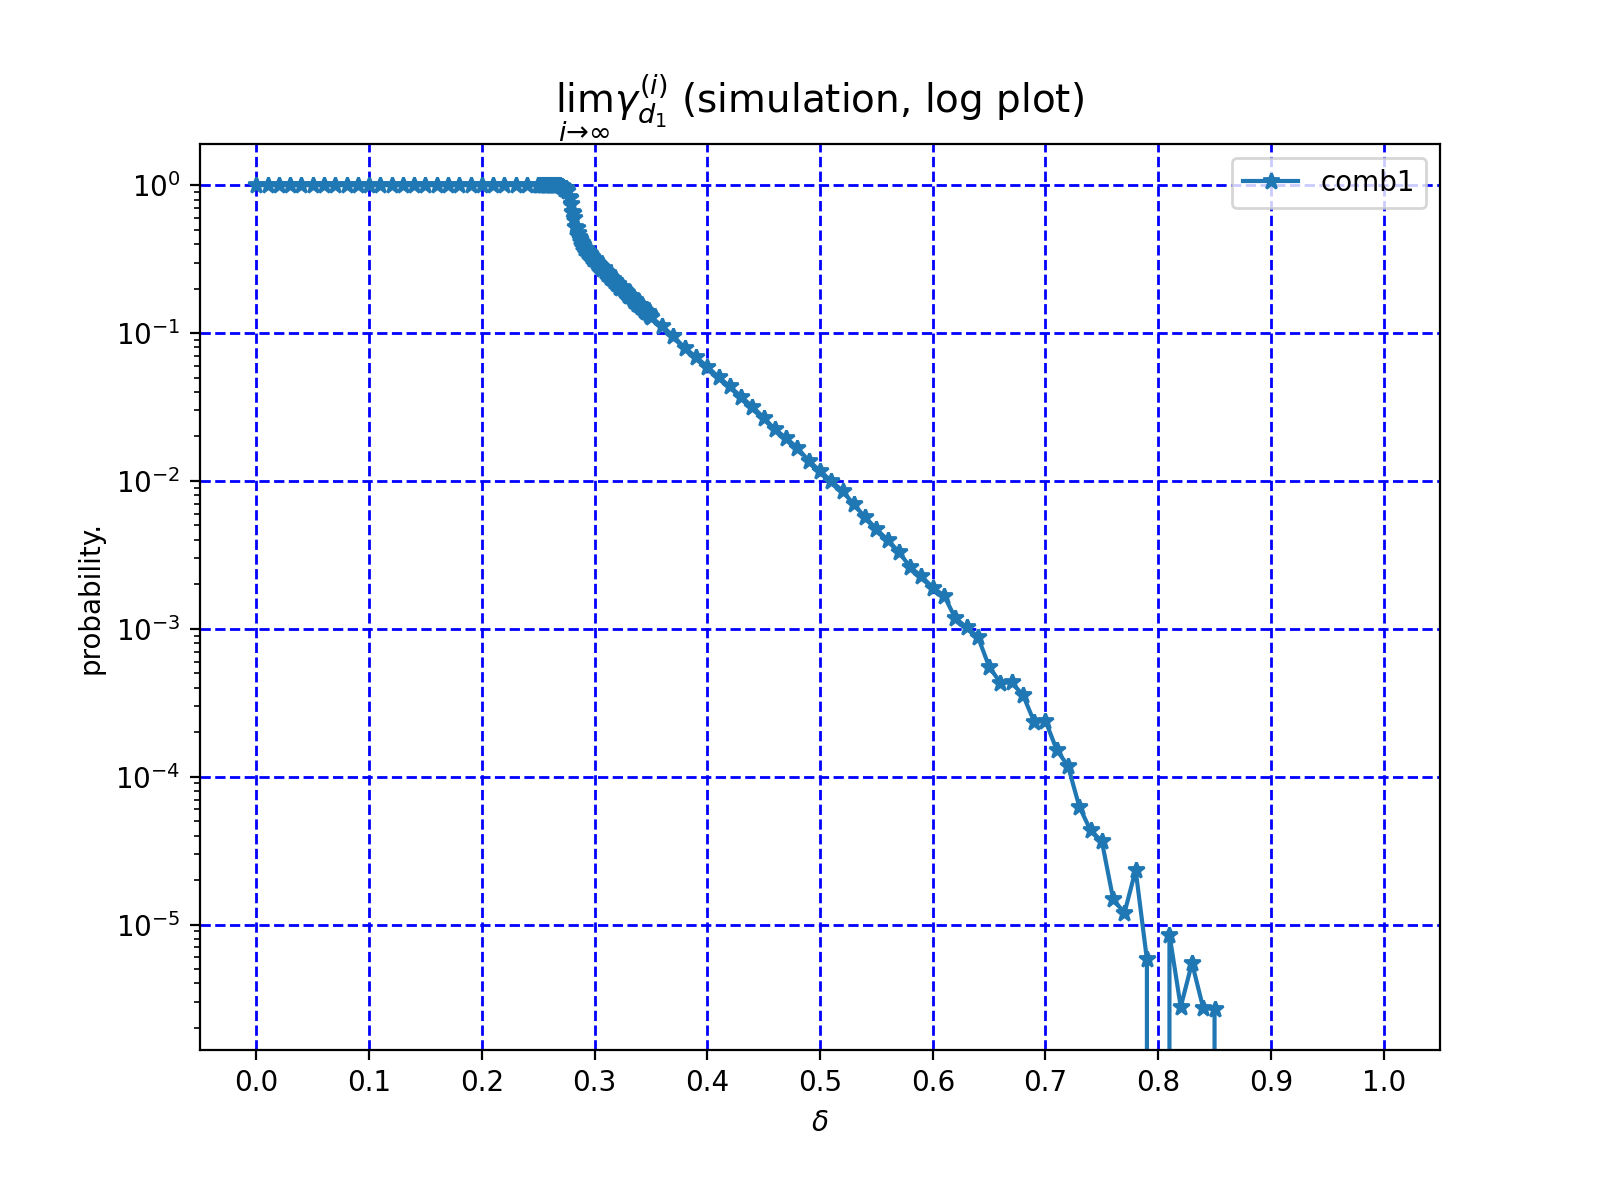 lim γ_{d_1}^{(i)} (simulation, log plot)
i→∞
comb1
10^0
10^{−1}
10^{−2}
10^{−3}
10^{−4}
10^{−5}
probability.
0.0 0.1 0.2 0.3 0.4 0.5 0.6 0.7 0.8 0.9 1.0
δ